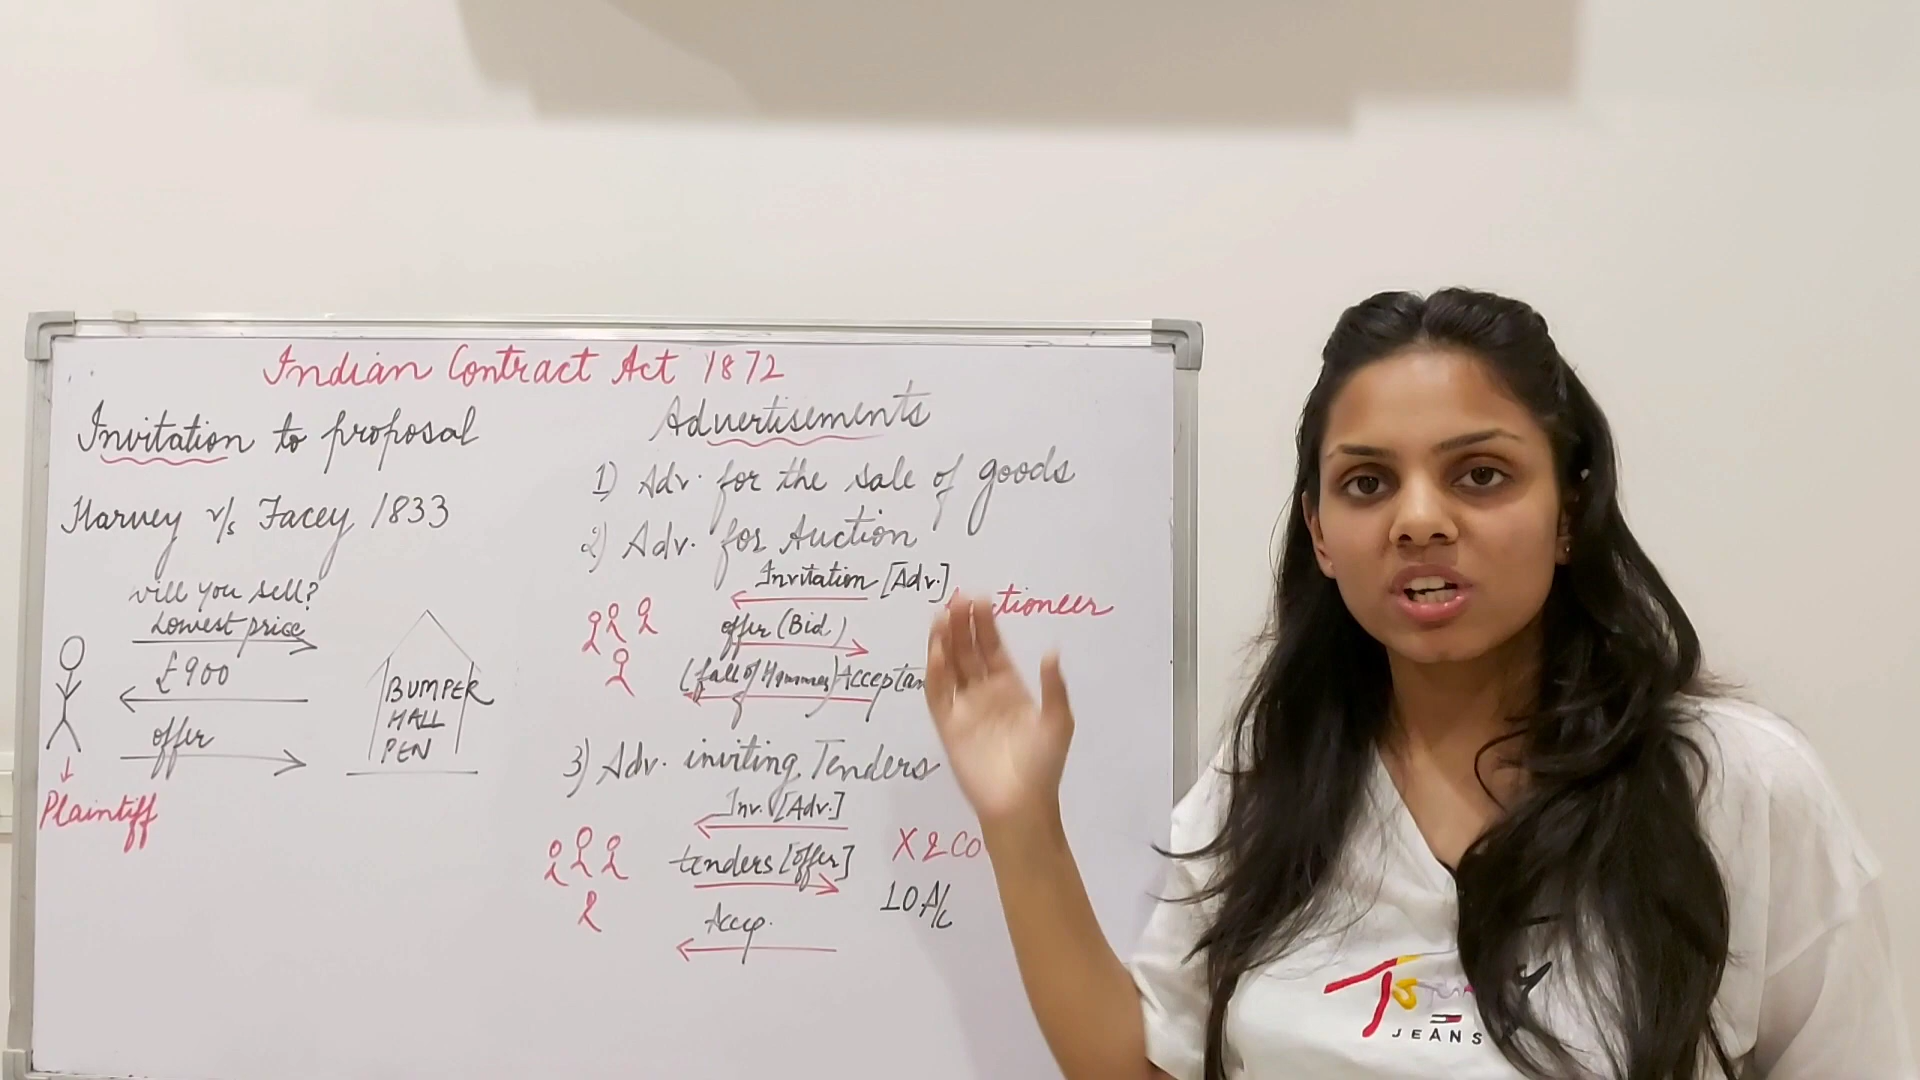 Indian Contract Act 1872
Invitation to proposal
Harvey v/s Facey 1833
will you sell?
Lowest price
£900
offer
Plaintiff
BUMPER
HALL
PEN
Advertisements
1) Adv. for the sale of goods
2) Adv. for Auction
Invitation [Adv.]
offer (Bid)
(fall of Hammer) Acceptan
ctioneer
3) Adv. inviting Tenders
Inv. [Adv.]
tenders [offer]
Accp.
X & CO
10 A/c
JEANS